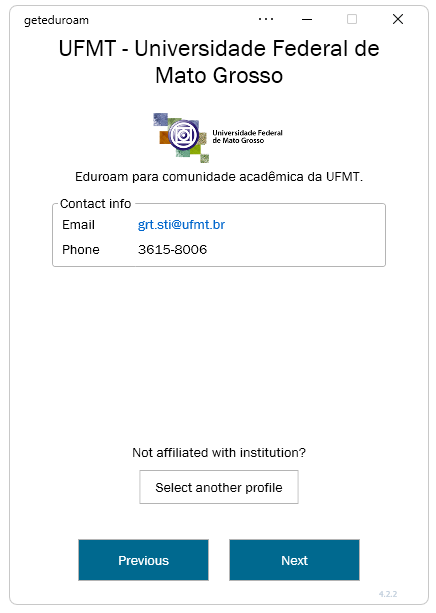 geteduroam
UFMT - Universidade Federal de
Mato Grosso
Universidade Federal
de Mato Grosso
Eduroam para comunidade acadêmica da UFMT.
Contact info
Email grt.sti@ufmt.br
Phone 3615-8006
Not affiliated with institution?
Select another profile
Previous Next
4.2.2